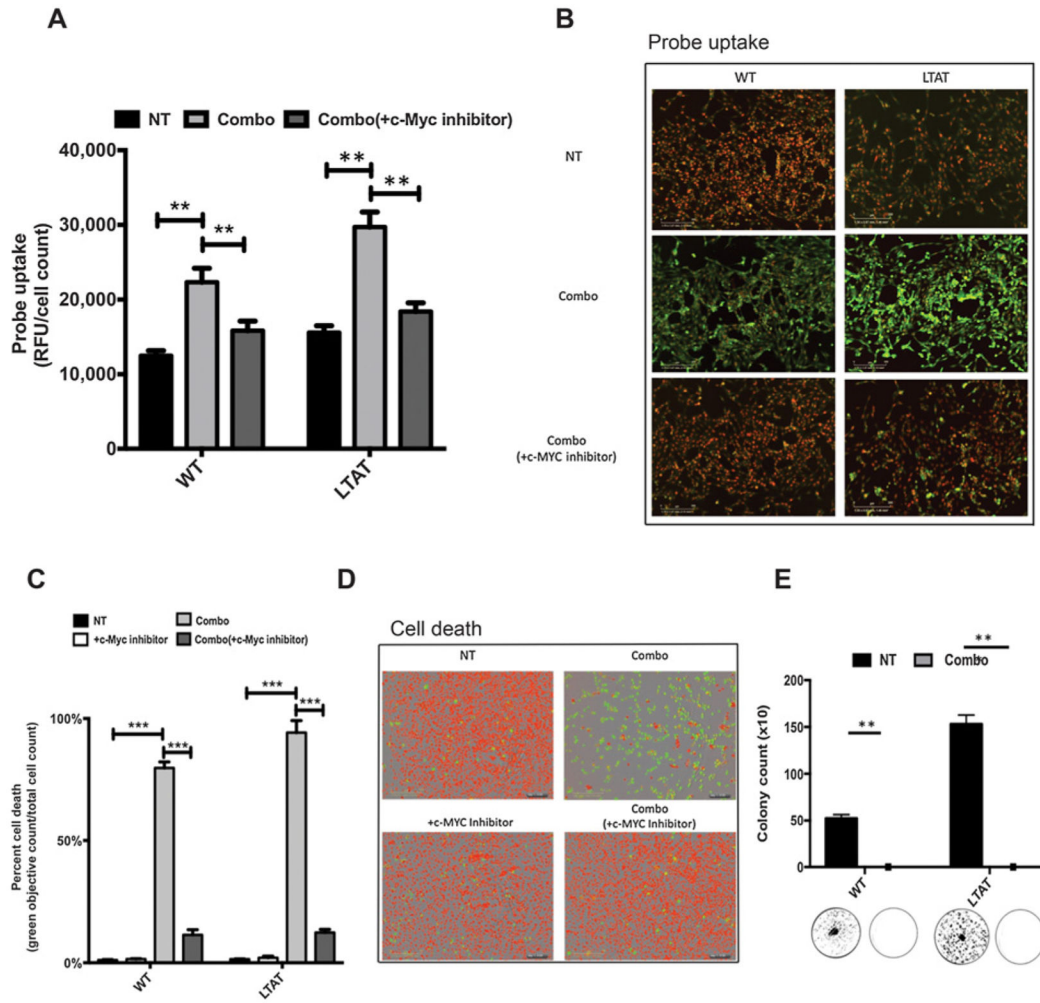 A
NT Combo Combo(+c-Myc inhibitor)
40,000
30,000
20,000
10,000
0
Probe uptake
(RFU/cell count)
** ** ** **
WT LTAT
B
Probe uptake
WT LTAT
NT
Combo
Combo
(+c-MYC inhibitor)
C
NT Combo
+c-Myc inhibitor Combo(+c-Myc inhibitor)
100%
50%
0%
Percent cell death
(green objective count/total cell count)
*** *** *** ***
WT LTAT
D
Cell death
NT Combo
+c-MYC Inhibitor Combo
(+c-MYC Inhibitor)
E
NT Combo
200
150
100
50
0
Colony count (x10)
** **
WT LTAT